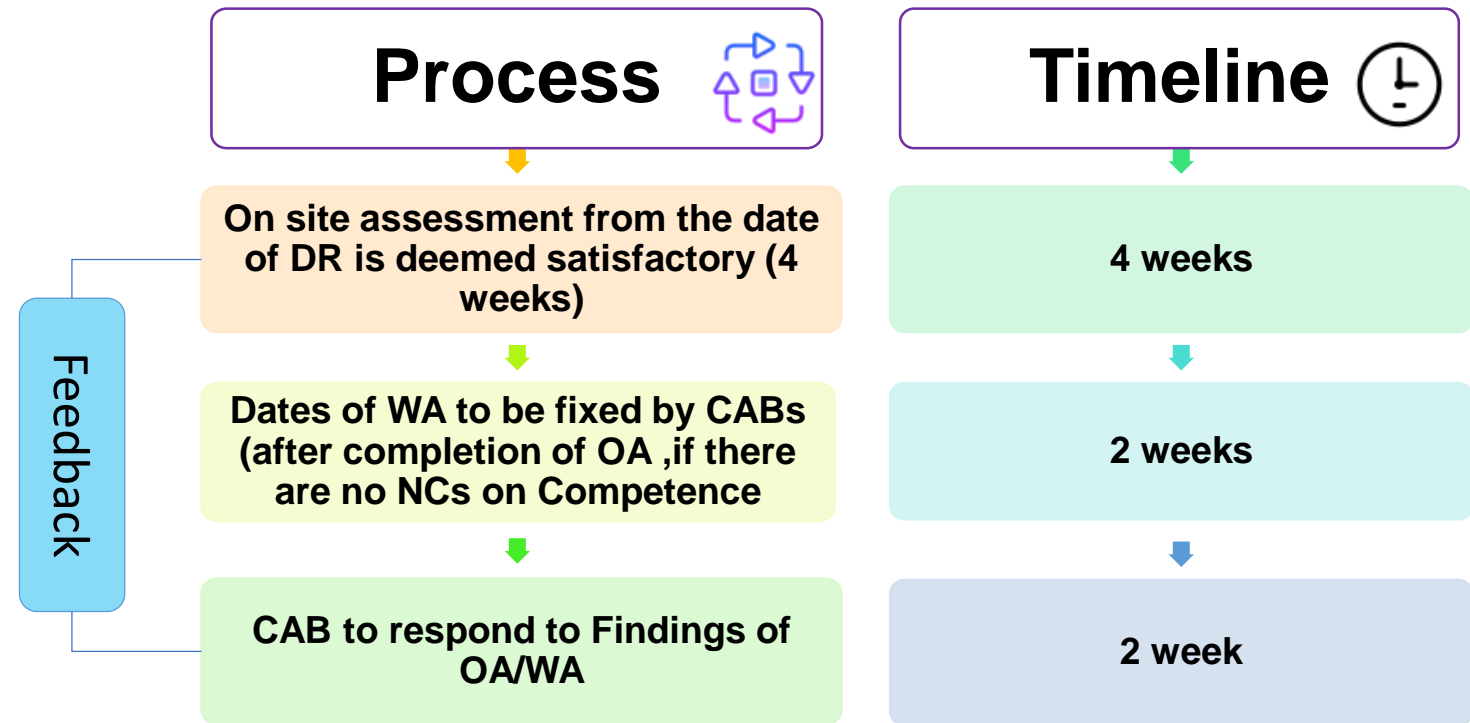 Process
Timeline
On site assessment from the date
of DR is deemed satisfactory (4
weeks)
4 weeks
Feedback
Dates of WA to be fixed by CABs
(after completion of OA ,if there
are no NCs on Competence
2 weeks
CAB to respond to Findings of
OA/WA
2 week